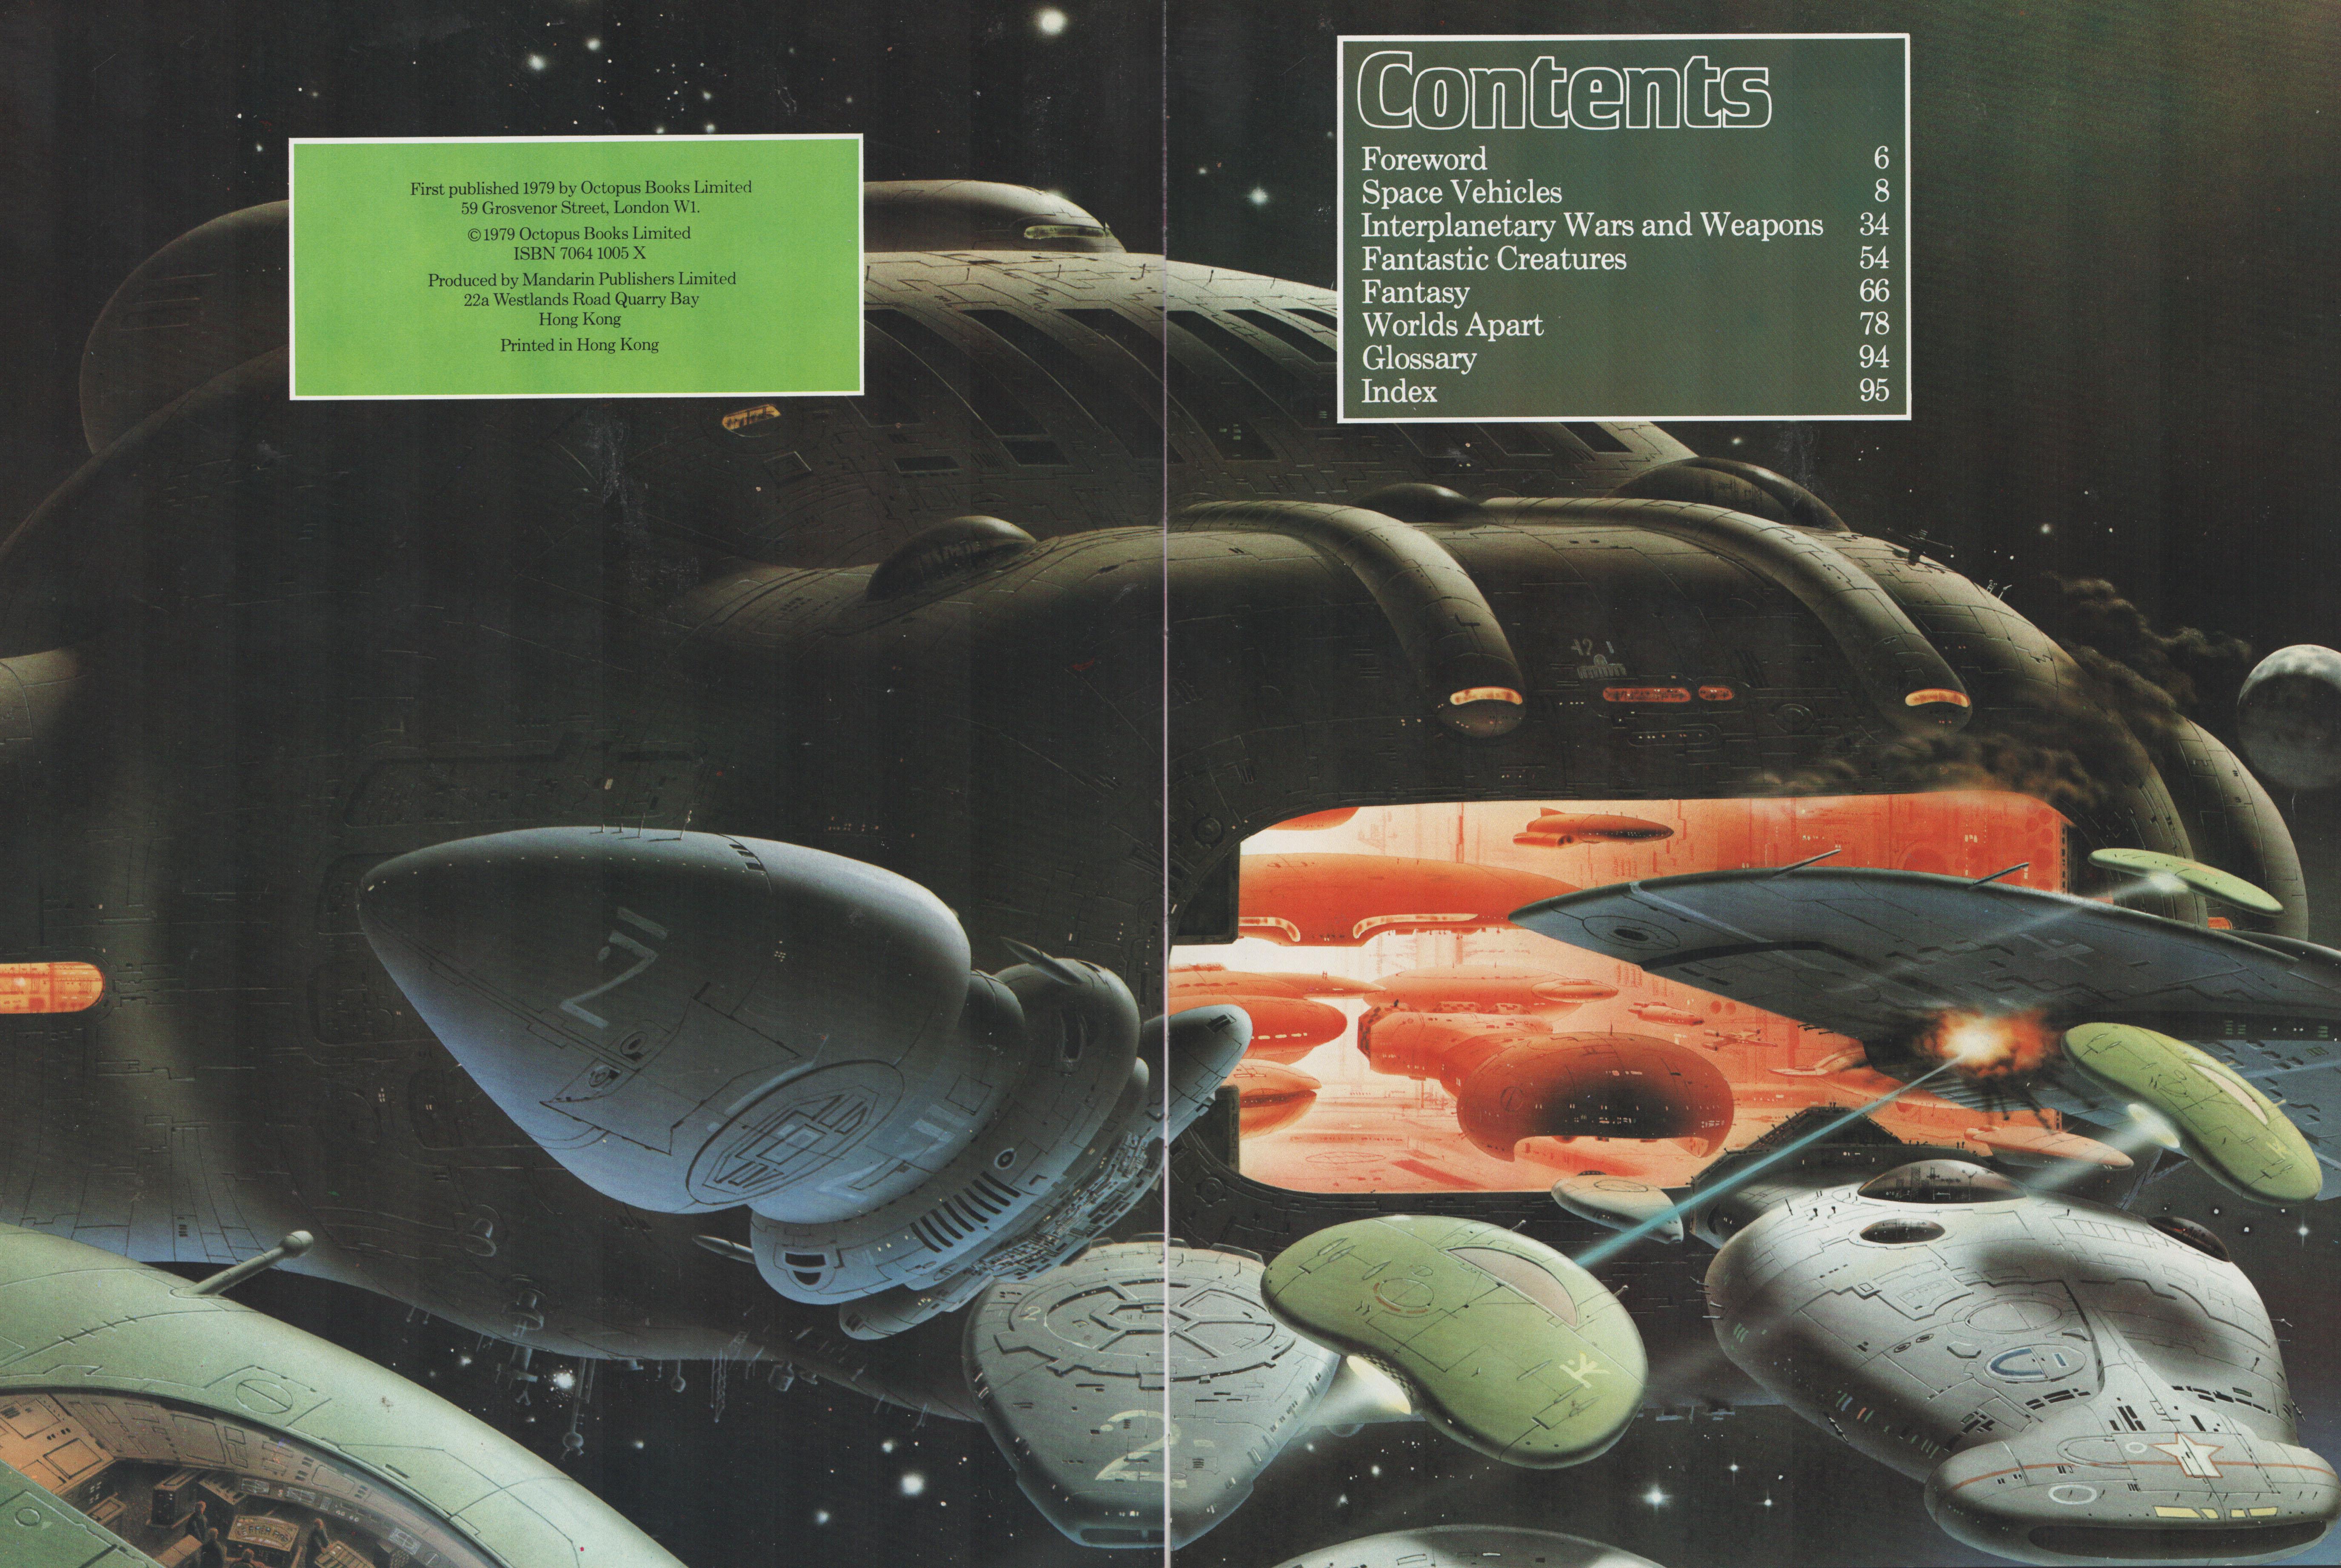 First published 1979 by Octopus Books Limited
59 Grosvenor Street, London W1.
©1979 Octopus Books Limited
ISBN 7064 1005 X
Produced by Mandarin Publishers Limited
22a Westlands Road Quarry Bay
Hong Kong
Printed in Hong Kong
Contents
Foreword 6
Space Vehicles 8
Interplanetary Wars and Weapons 34
Fantastic Creatures 54
Fantasy 66
Worlds Apart 78
Glossary 94
Index 95
2
2